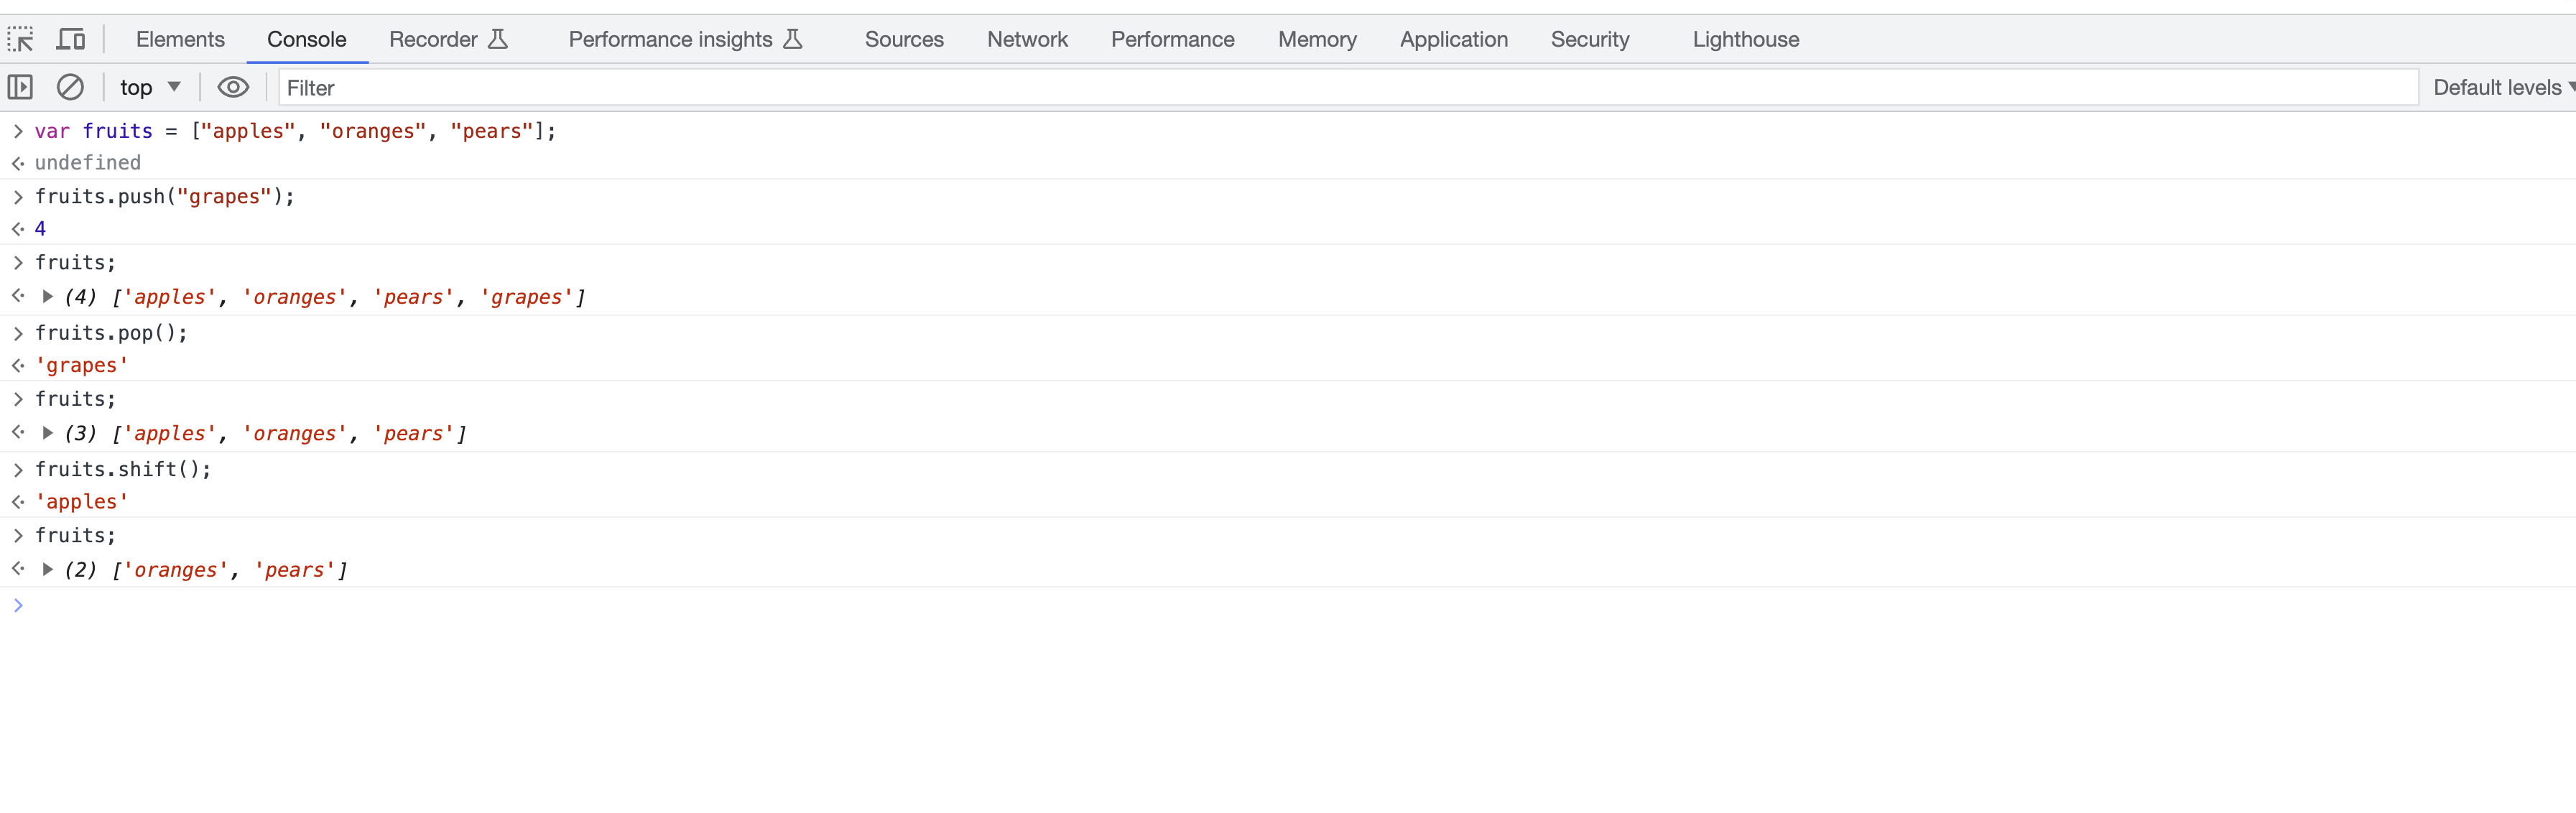 Elements Console Recorder Performance insights Sources Network Performance Memory Application Security Lighthouse
top Filter Default levels
> var fruits = ["apples", "oranges", "pears"];
undefined
> fruits.push("grapes");
4
> fruits;
(4) ['apples', 'oranges', 'pears', 'grapes']
> fruits.pop();
'grapes'
> fruits;
(3) ['apples', 'oranges', 'pears']
> fruits.shift();
'apples'
> fruits;
(2) ['oranges', 'pears']
>